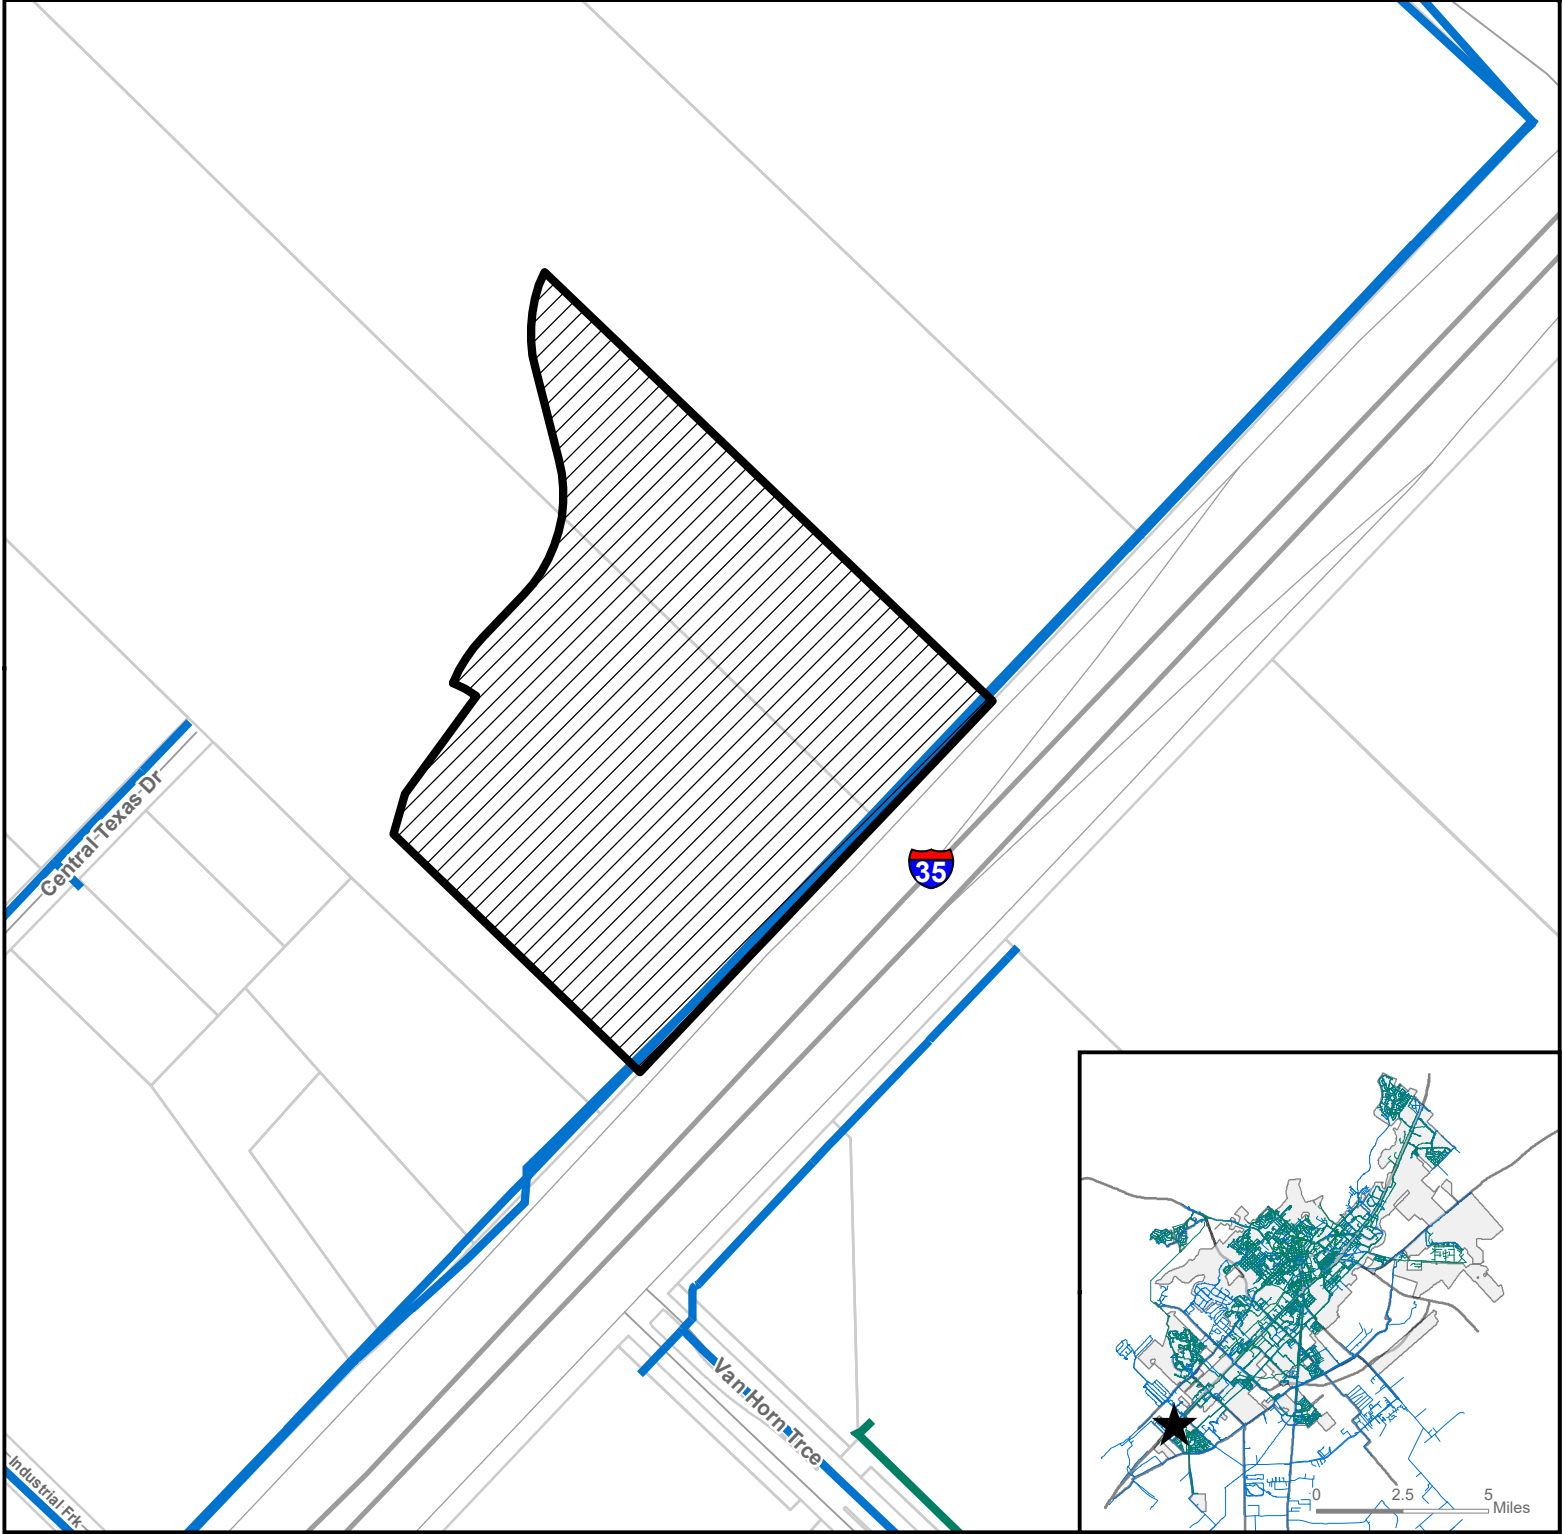 Central Texas Dr
35
Van Horn Trce
Industrial Frk
0 2.5 5
Miles